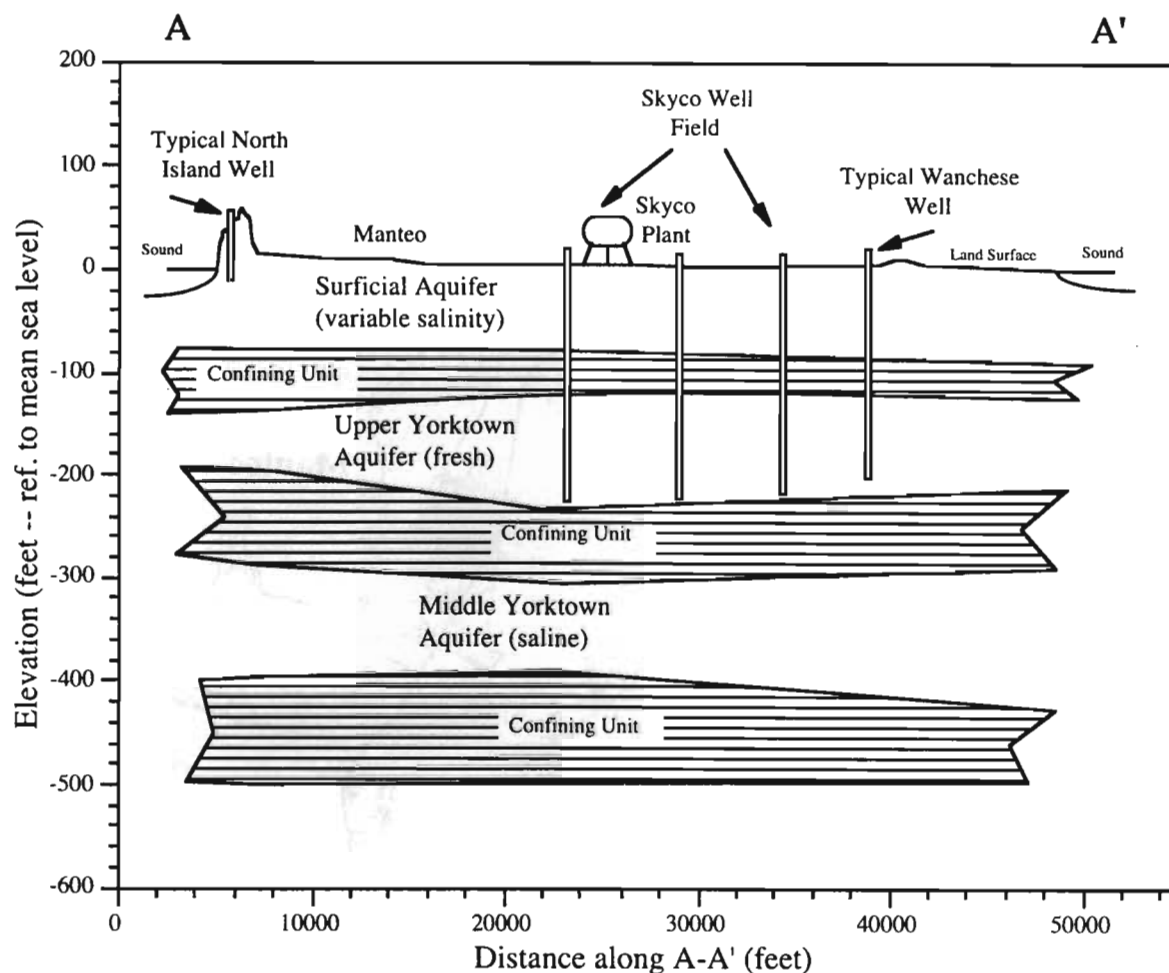 A
A'
200
100
0
-100
-200
-300
-400
-500
-600
Elevation (feet -- ref. to mean sea level)
Typical North
Island Well
Skyco Well
Field
Typical Wanchese
Well
Skyco
Plant
Sound
Manteo
Land Surface
Sound
Surficial Aquifer
(variable salinity)
Confining Unit
Upper Yorktown
Aquifer (fresh)
Confining Unit
Middle Yorktown
Aquifer (saline)
Confining Unit
0
10000
20000
30000
40000
50000
Distance along A-A' (feet)